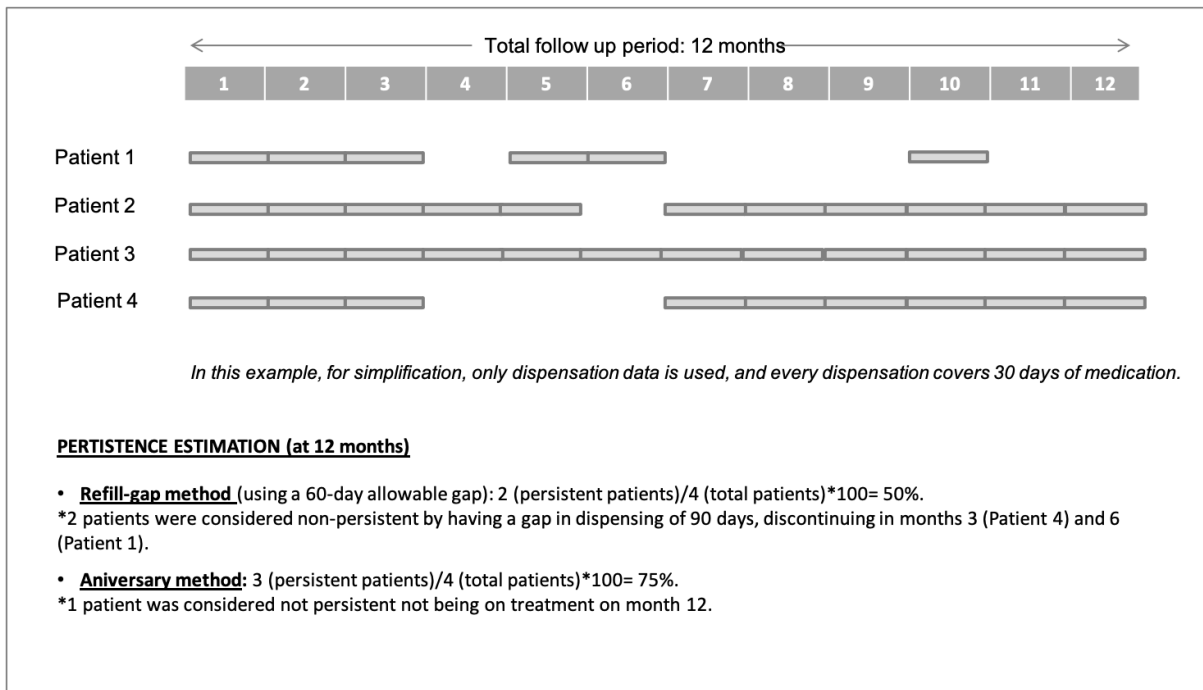 Total follow up period: 12 months
1 2 3 4 5 6 7 8 9 10 11 12
Patient 1
Patient 2
Patient 3
Patient 4
In this example, for simplification, only dispensation data is used, and every dispensation covers 30 days of medication.
PERTISTENCE ESTIMATION (at 12 months)
• Refill-gap method (using a 60-day allowable gap): 2 (persistent patients)/4 (total patients)*100= 50%.
*2 patients were considered non-persistent by having a gap in dispensing of 90 days, discontinuing in months 3 (Patient 4) and 6
(Patient 1).
• Aniversary method: 3 (persistent patients)/4 (total patients)*100= 75%.
*1 patient was considered not persistent not being on treatment on month 12.